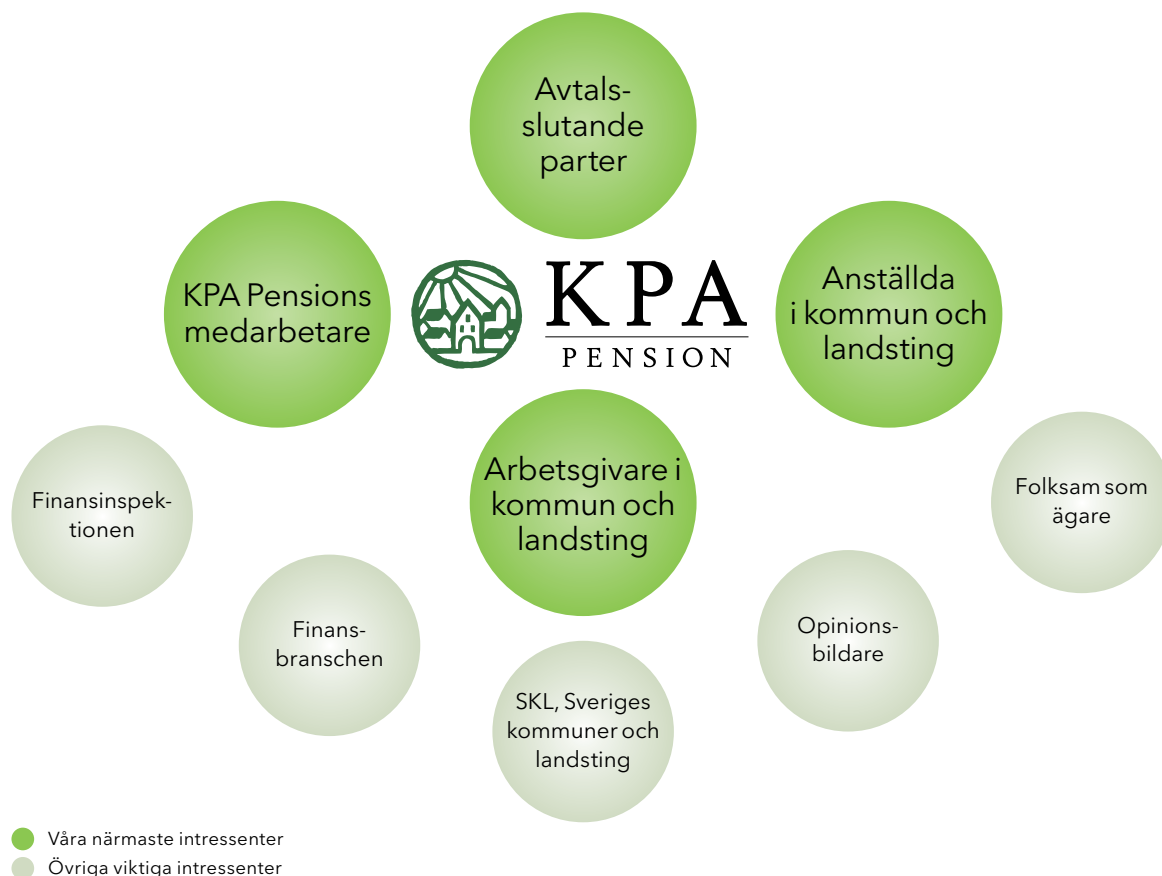 Avtals-
slutande
parter
KPA Pensions
medarbetare
KPA
PENSION
Anställda
i kommun och
landsting
Arbetsgivare i
kommun och
landsting
Finansinspek-
tionen
Folksam som
ägare
Finans-
branschen
Opinions-
bildare
SKL, Sveriges
kommuner och
landsting
Våra närmaste intressenter
Övriga viktiga intressenter